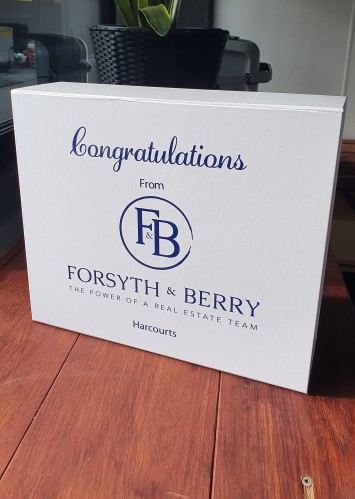 Congratulations
From
F&B
FORSYTH & BERRY
THE POWER OF A REAL ESTATE TEAM
Harcourts